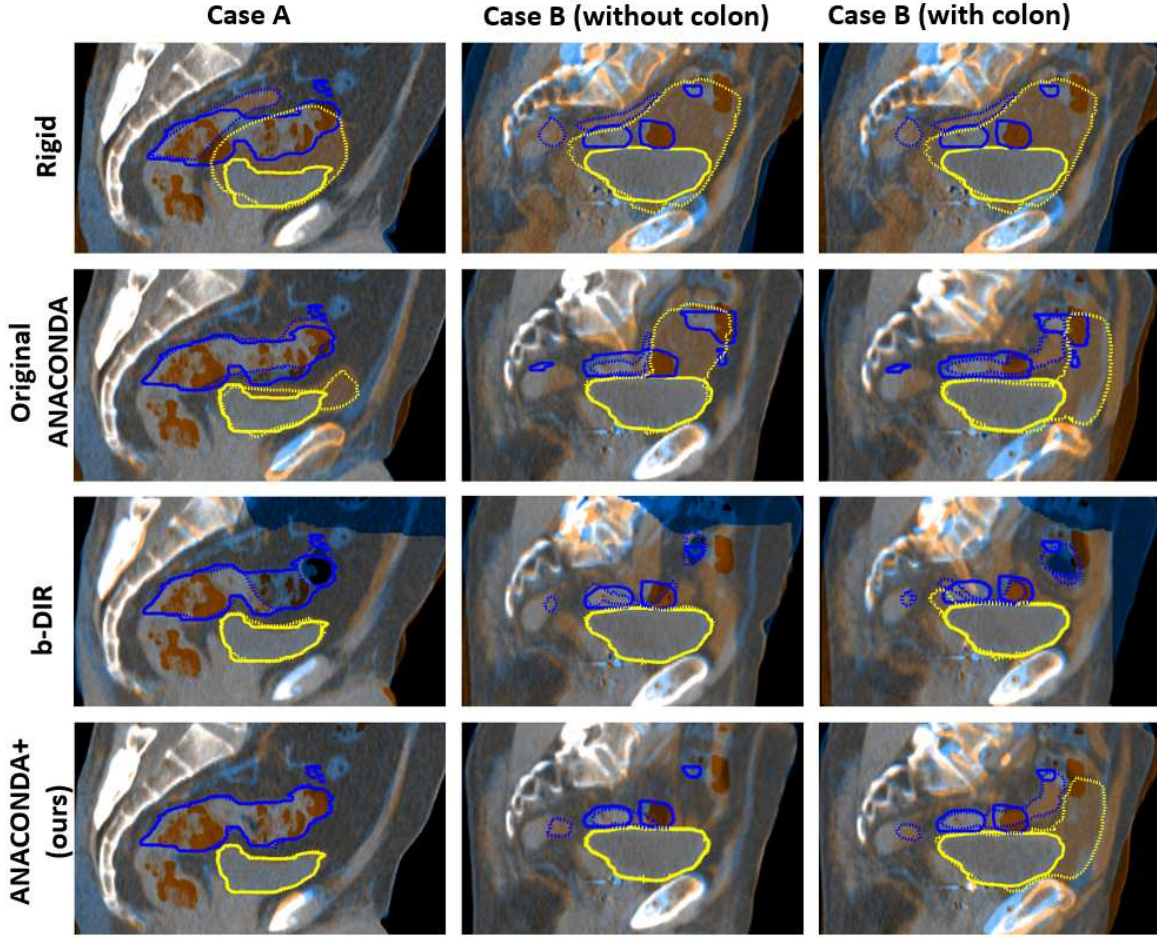 Case A
Case B (without colon)
Case B (with colon)
Rigid
Original
ANACONDA
b-DIR
ANACONDA+
(ours)